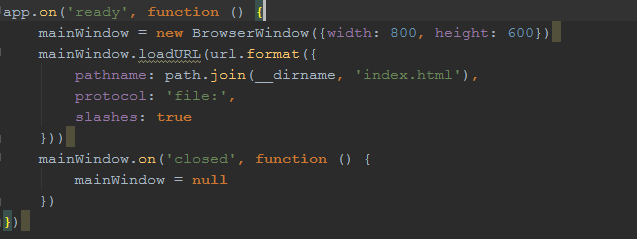 app.on('ready', function () {
    mainWindow = new BrowserWindow({width: 800, height: 600})
    mainWindow.loadURL(url.format({
        pathname: path.join(__dirname, 'index.html'),
        protocol: 'file:',
        slashes: true
    }))
    mainWindow.on('closed', function () {
        mainWindow = null
    })
})